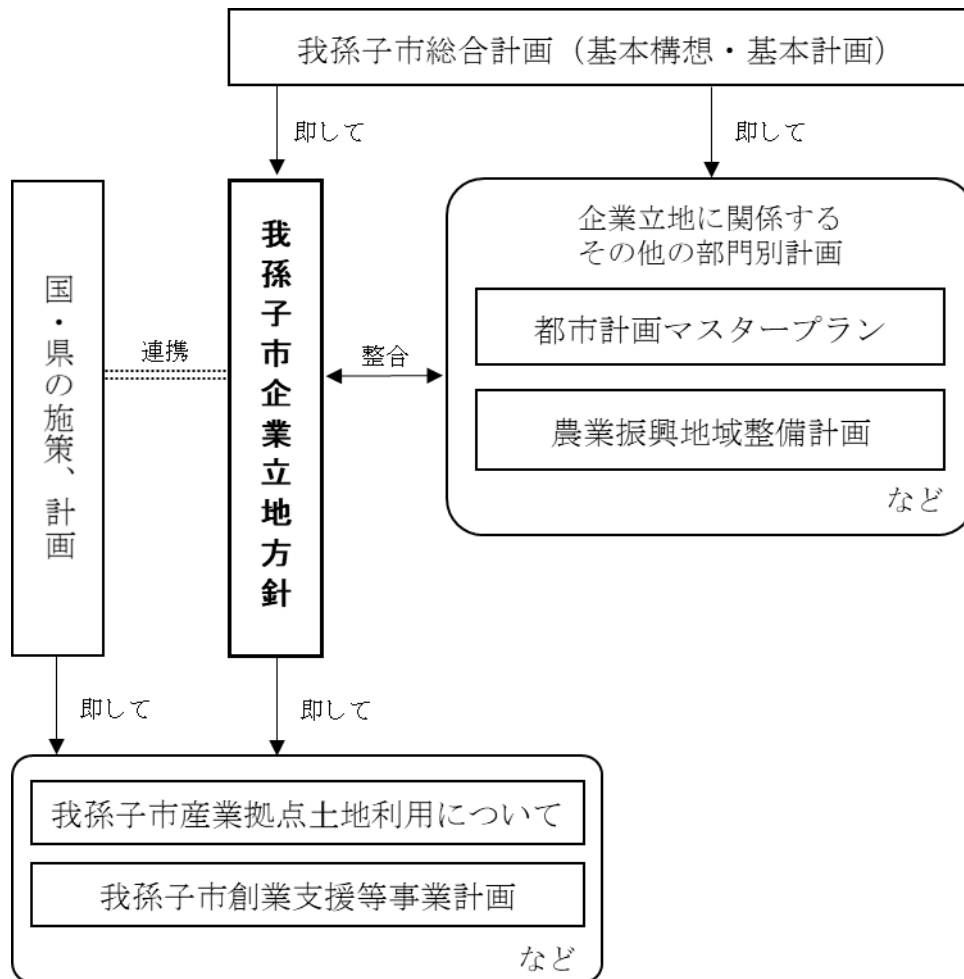 我孫子市総合計画（基本構想・基本計画）
即して
即して
国・県の施策、計画
連携
我孫子市企業立地方針
整合
企業立地に関係する
その他の部門別計画
都市計画マスタープラン
農業振興地域整備計画
など
即して
即して
我孫子市産業拠点土地利用について
我孫子市創業支援等事業計画
など